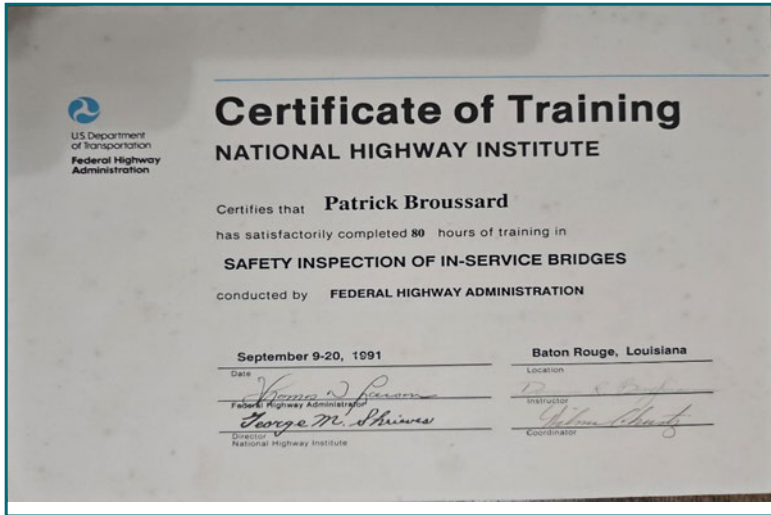 U.S. Department
of Transportation
Federal Highway
Administration
Certificate of Training
NATIONAL HIGHWAY INSTITUTE
Certifies that Patrick Broussard
has satisfactorily completed 80 hours of training in
SAFETY INSPECTION OF IN-SERVICE BRIDGES
conducted by FEDERAL HIGHWAY ADMINISTRATION
September 9-20, 1991
Date
Thomas D. Larson
Federal Highway Administrator
George M. Shrieves
Director
National Highway Institute
Baton Rouge, Louisiana
Location
Instructor
Coordinator